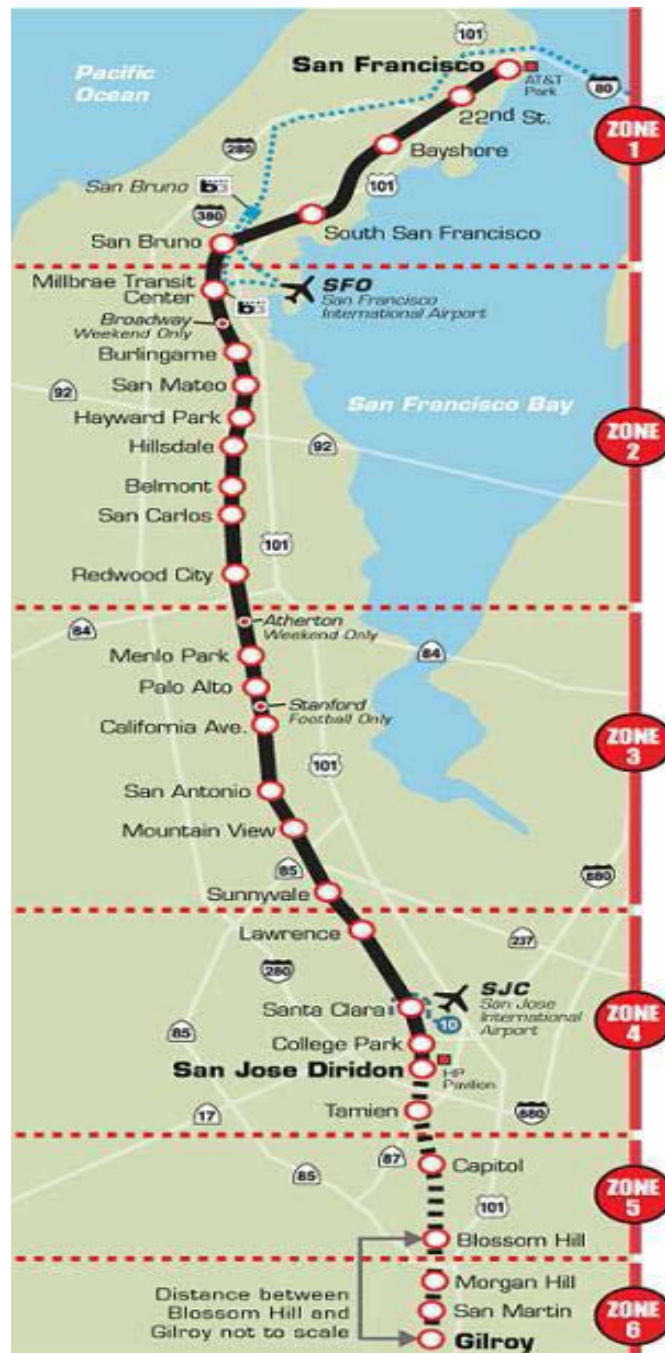 101
Pacific
Ocean
San Francisco
AT&T
Park
80
22nd St.
ZONE
1
280
Bayshore
San Bruno
101
380
South San Francisco
San Bruno
Millbrae Transit
Center
SFO
San Francisco
International Airport
Broadway
Weekend Only
Burlingame
San Mateo
92
San Francisco Bay
Hayward Park
ZONE
2
Hillsdale
92
Belmont
San Carlos
101
Redwood City
Atherton
Weekend Only
84
Menlo Park
84
Palo Alto
Stanford
Football Only
California Ave.
ZONE
3
101
San Antonio
Mountain View
85
880
Sunnyvale
Lawrence
237
280
SJC
San Jose
International
Airport
Santa Clara
10
ZONE
4
85
College Park
San Jose Diridon
HP
Pavilion
Tamien
17
880
87
Capitol
85
ZONE
5
101
Blossom Hill
Distance between
Blossom Hill and
Gilroy not to scale
Morgan Hill
San Martin
ZONE
6
Gilroy